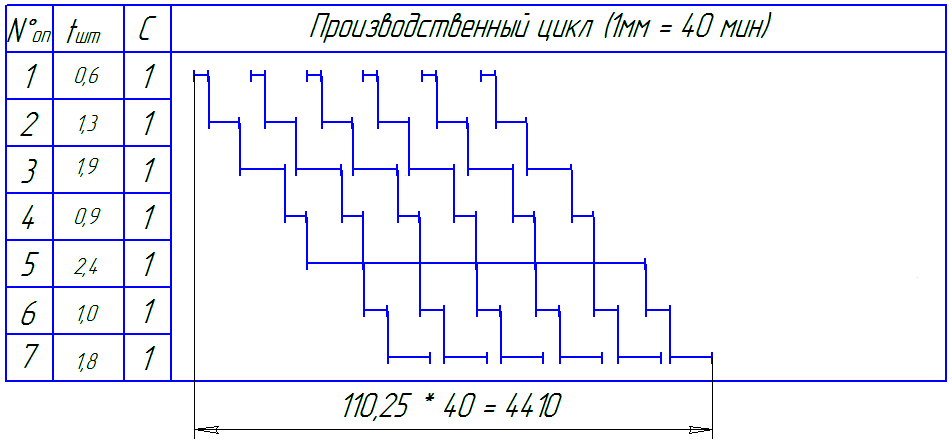 N°оп tшт С Производственный цикл (1мм = 40 мин)
1 0,6 1
2 1,3 1
3 1,9 1
4 0,9 1
5 2,4 1
6 1,0 1
7 1,8 1
110,25 * 40 = 4410